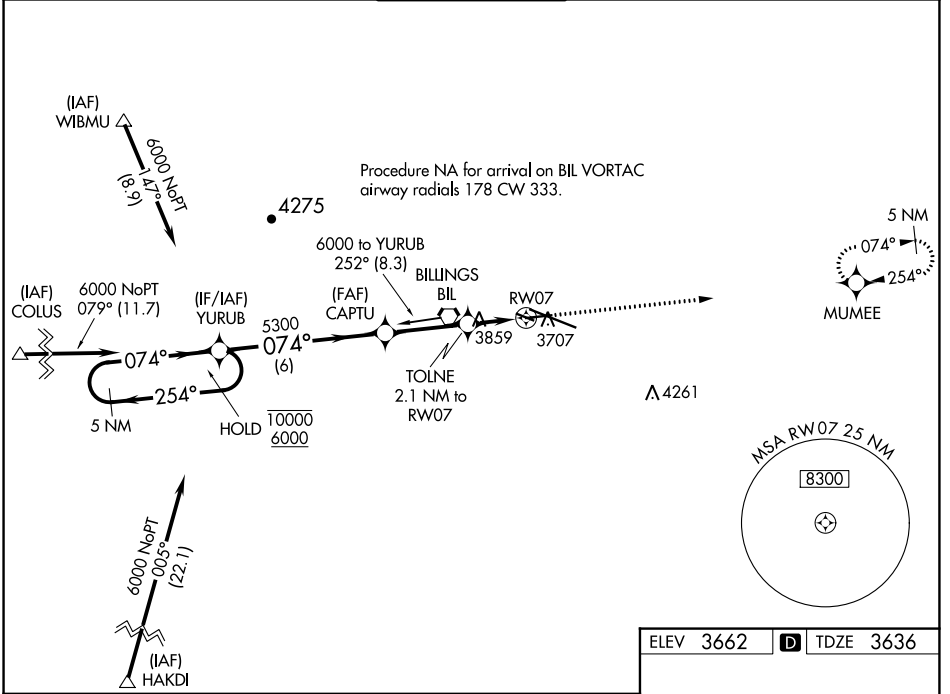 (IAF)
WIBMU
6000 NoPT
147°
(8.9)
Procedure NA for arrival on BIL VORTAC
airway radials 178 CW 333.
4275
6000 to YURUB
252° (8.3)
BILLINGS
BIL
5 NM
074°
254°
MUMEE
(IAF)
COLUS
6000 NoPT
079° (11.7)
(IF/IAF)
YURUB
(FAF)
CAPTU
RW07
5300
074°
(6)
3859
3707
074°
254°
5 NM
HOLD
10000
6000
TOLNE
2.1 NM to
RW07
4261
MSA RW07 25 NM
8300
6000 NoPT
005°
(22.1)
(IAF)
HAKDI
ELEV 3662 D TDZE 3636